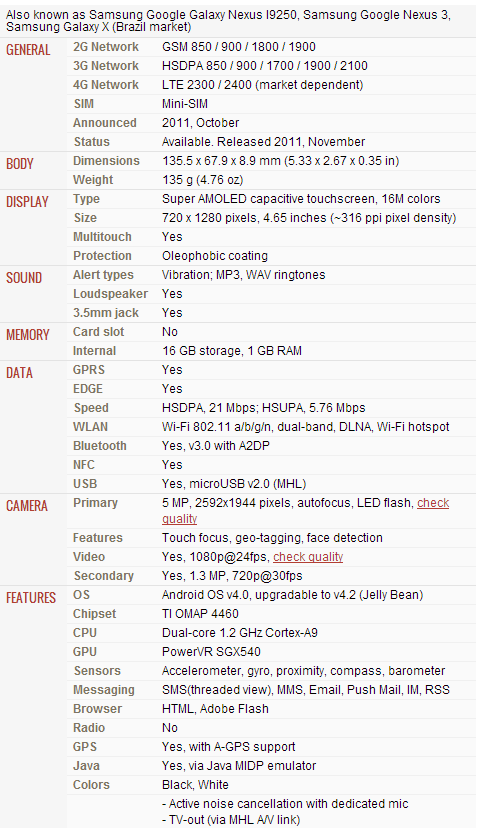 Also known as Samsung Google Galaxy Nexus I9250, Samsung Google Nexus 3,
Samsung Galaxy X (Brazil market)
GENERAL 2G Network GSM 850 / 900 / 1800 / 1900
3G Network HSDPA 850 / 900 / 1700 / 1900 / 2100
4G Network LTE 2300 / 2400 (market dependent)
SIM Mini-SIM
Announced 2011, October
Status Available. Released 2011, November
BODY Dimensions 135.5 x 67.9 x 8.9 mm (5.33 x 2.67 x 0.35 in)
Weight 135 g (4.76 oz)
DISPLAY Type Super AMOLED capacitive touchscreen, 16M colors
Size 720 x 1280 pixels, 4.65 inches (~316 ppi pixel density)
Multitouch Yes
Protection Oleophobic coating
SOUND Alert types Vibration; MP3, WAV ringtones
Loudspeaker Yes
3.5mm jack Yes
MEMORY Card slot No
Internal 16 GB storage, 1 GB RAM
DATA GPRS Yes
EDGE Yes
Speed HSDPA, 21 Mbps; HSUPA, 5.76 Mbps
WLAN Wi-Fi 802.11 a/b/g/n, dual-band, DLNA, Wi-Fi hotspot
Bluetooth Yes, v3.0 with A2DP
NFC Yes
USB Yes, microUSB v2.0 (MHL)
CAMERA Primary 5 MP, 2592x1944 pixels, autofocus, LED flash, check
quality
Features Touch focus, geo-tagging, face detection
Video Yes, 1080p@24fps, check quality
Secondary Yes, 1.3 MP, 720p@30fps
FEATURES OS Android OS v4.0, upgradable to v4.2 (Jelly Bean)
Chipset TI OMAP 4460
CPU Dual-core 1.2 GHz Cortex-A9
GPU PowerVR SGX540
Sensors Accelerometer, gyro, proximity, compass, barometer
Messaging SMS(threaded view), MMS, Email, Push Mail, IM, RSS
Browser HTML, Adobe Flash
Radio No
GPS Yes, with A-GPS support
Java Yes, via Java MIDP emulator
Colors Black, White
- Active noise cancellation with dedicated mic
- TV-out (via MHL A/V link)